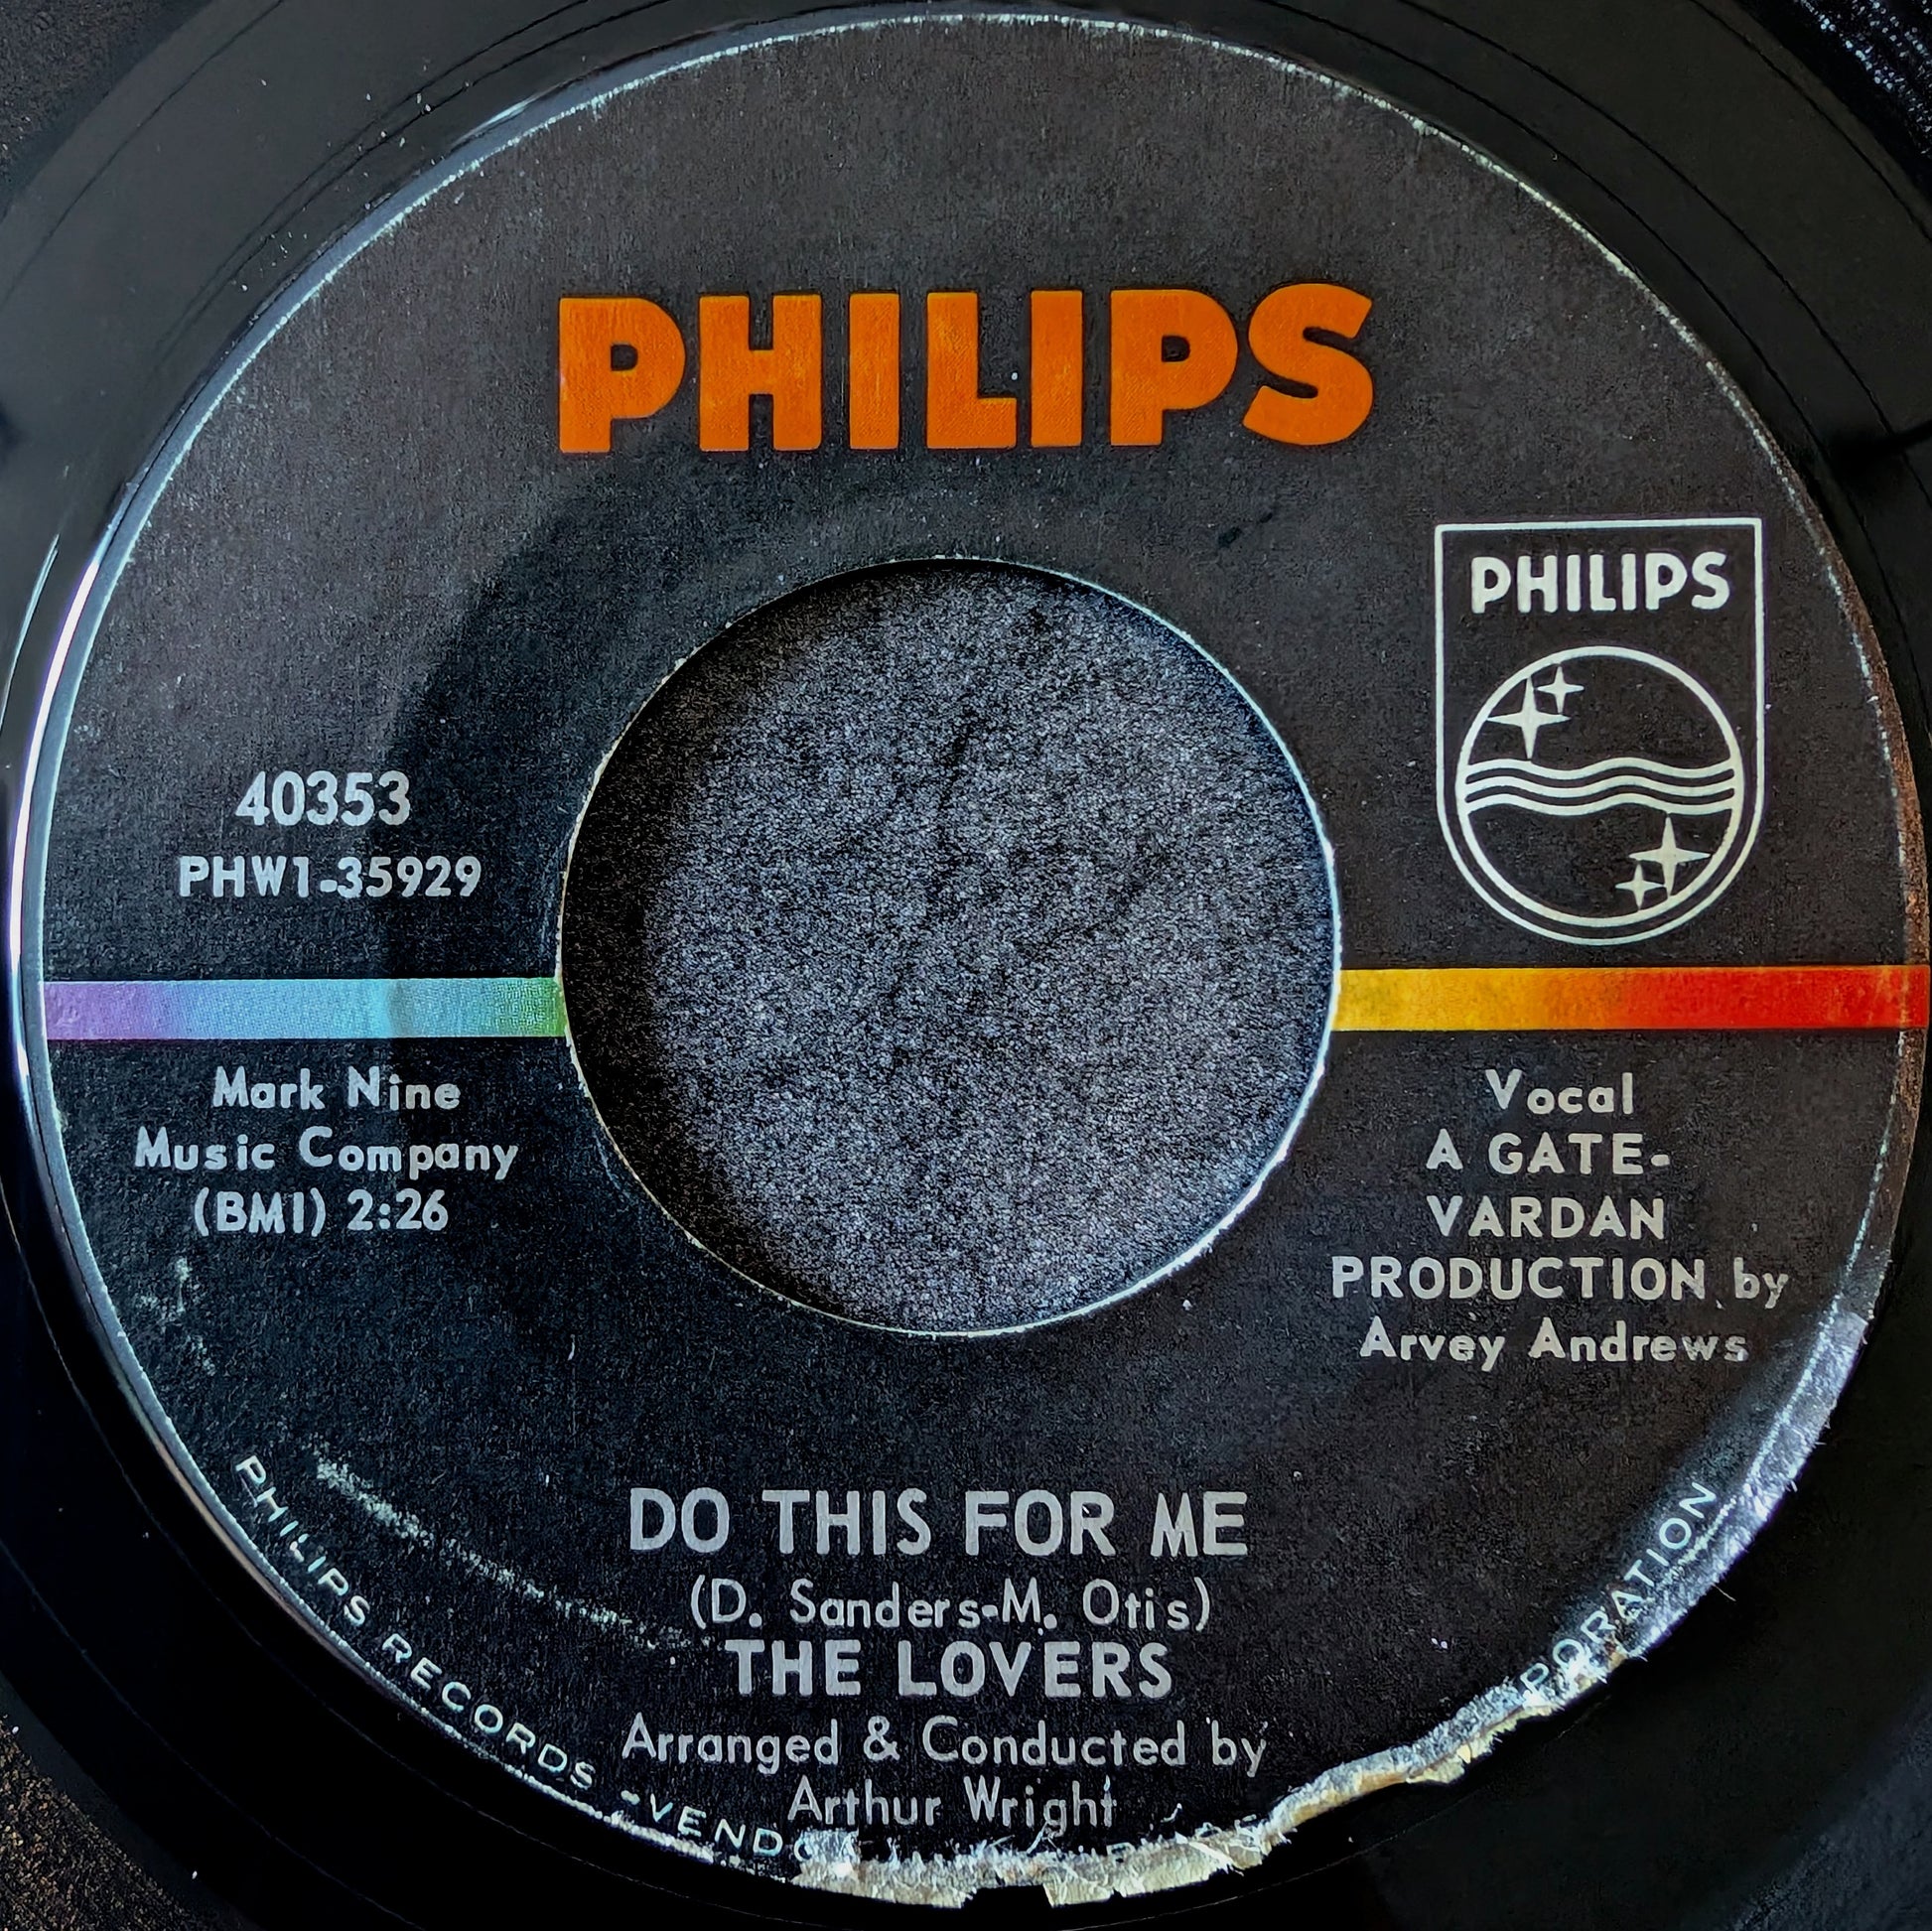 PHILIPS
PHILIPS
40353
PHW1-35929
Mark Nine
Music Company
(BMI) 2:26
Vocal
A GATE-
VARDAN
PRODUCTION by
Arvey Andrews
DO THIS FOR ME
(D. Sanders-M. Otis)
THE LOVERS
Arranged & Conducted by
Arthur Wright
PHILIPS RECORDS